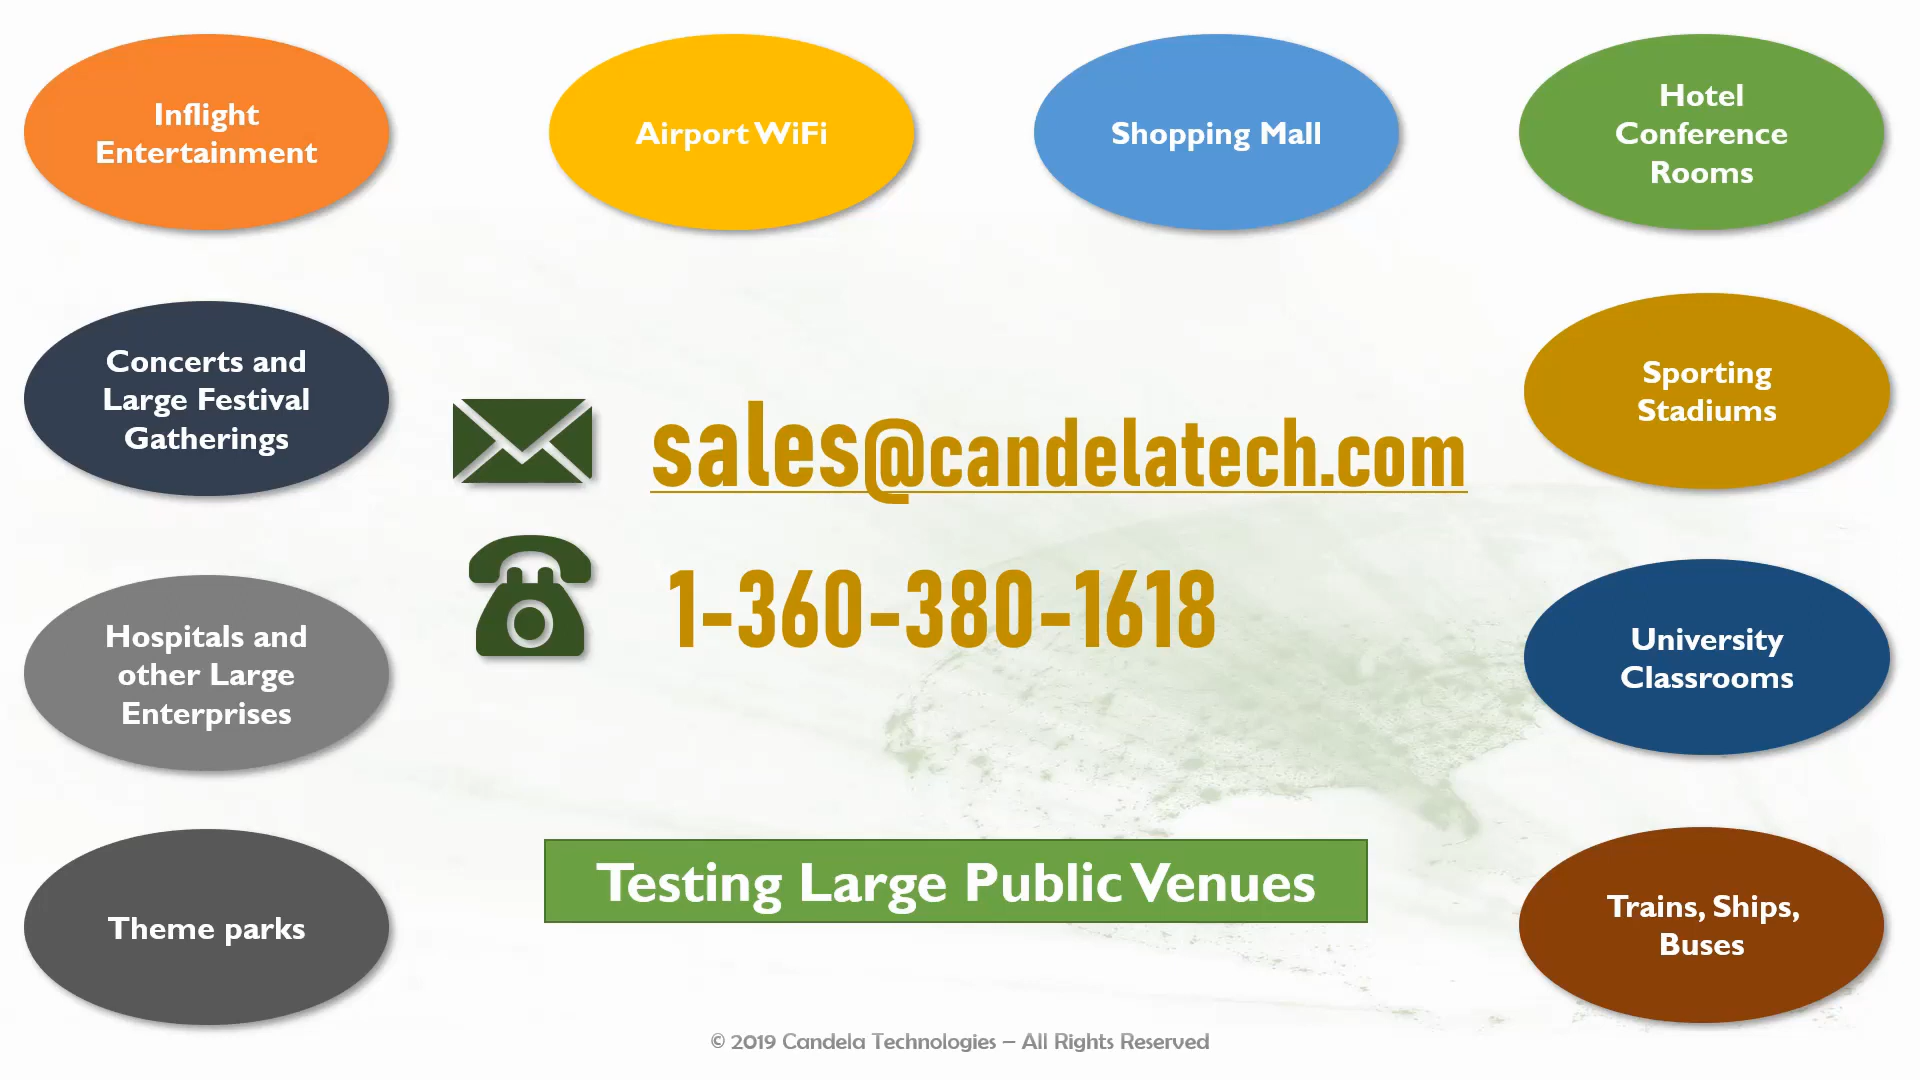 Inflight
Entertainment
Airport WiFi
Shopping Mall
Hotel
Conference
Rooms
Concerts and
Large Festival
Gatherings
sales@candelatech.com
Sporting
Stadiums
1-360-380-1618
Hospitals and
other Large
Enterprises
University
Classrooms
Testing Large Public Venues
Theme parks
Trains, Ships,
Buses
© 2019 Candela Technologies – All Rights Reserved